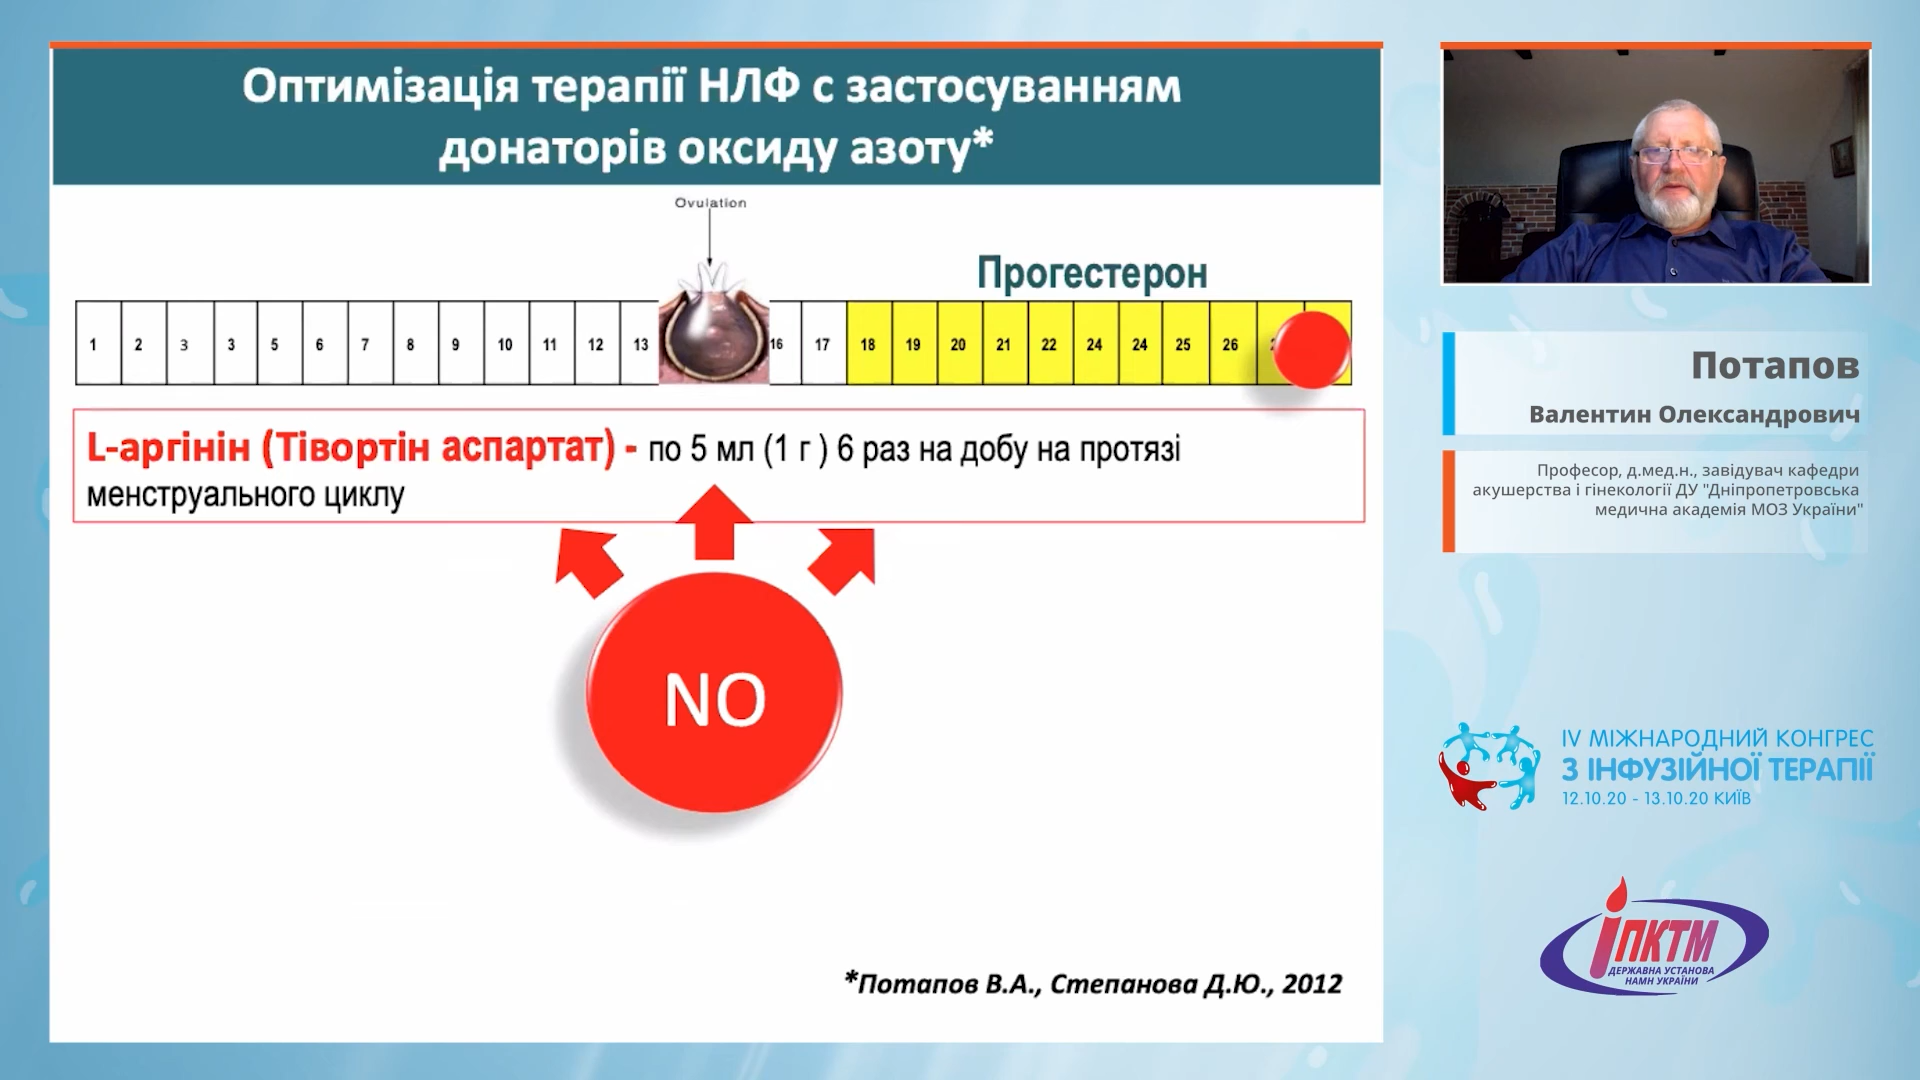 Оптимізація терапії НЛФ с застосуванням
донаторів оксиду азоту*
Ovulation
Прогестерон
1 2 3 3 5 6 7 8 9 10 11 12 13 16 17 18 19 20 21 22 24 24 25 26
L-аргінін (Тівортін аспартат) - по 5 мл (1 г ) 6 раз на добу на протязі
менструального циклу
NO
*Потапов В.А., Степанова Д.Ю., 2012
Потапов
Валентин Олександрович
Професор, д.мед.н., завідувач кафедри
акушерства і гінекології ДУ "Дніпропетровська
медична академія МОЗ України"
IV МІЖНАРОДНИЙ КОНГРЕС
З ІНФУЗІЙНОЇ ТЕРАПІЇ
12.10.20 - 13.10.20 КИЇВ
ІПКТМ
ДЕРЖАВНА УСТАНОВА
НАМН УКРАЇНИ